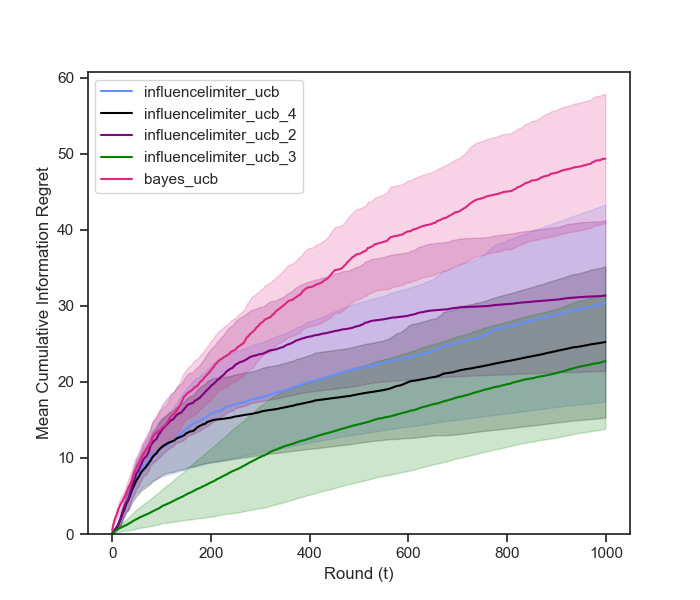 60
50
40
30
20
10
0
Mean Cumulative Information Regret
influencelimiter_ucb
influencelimiter_ucb_4
influencelimiter_ucb_2
influencelimiter_ucb_3
bayes_ucb
0 200 400 600 800 1000
Round (t)